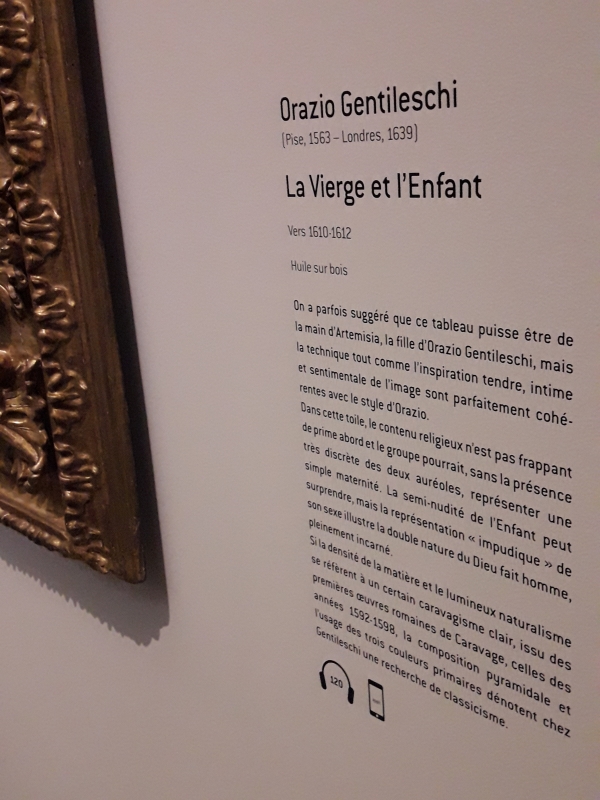 Orazio Gentileschi
(Pise, 1563 – Londres, 1639)
La Vierge et l'Enfant
Vers 1610-1612
Huile sur bois
On a parfois suggéré que ce tableau puisse être de
la main d'Artemisia, la fille d'Orazio Gentileschi, mais
la technique tout comme l'inspiration tendre, intime
et sentimentale de l'image sont parfaitement cohé-
rentes avec le style d'Orazio.
Dans cette toile, le contenu religieux n'est pas frappant
de prime abord et le groupe pourrait, sans la présence
très discrète des deux auréoles, représenter une
simple maternité. La semi-nudité de l'Enfant peut
surprendre, mais la représentation « impudique » de
son sexe illustre la double nature du Dieu fait homme,
pleinement incarné.
Si la densité de la matière et le lumineux naturalisme
se réfèrent à un certain caravagisme clair, issu des
premières œuvres romaines de Caravage, celles des
années 1592-1598, la composition pyramidale et
l'usage des trois couleurs primaires dénotent chez
Gentileschi une recherche de classicisme.
120